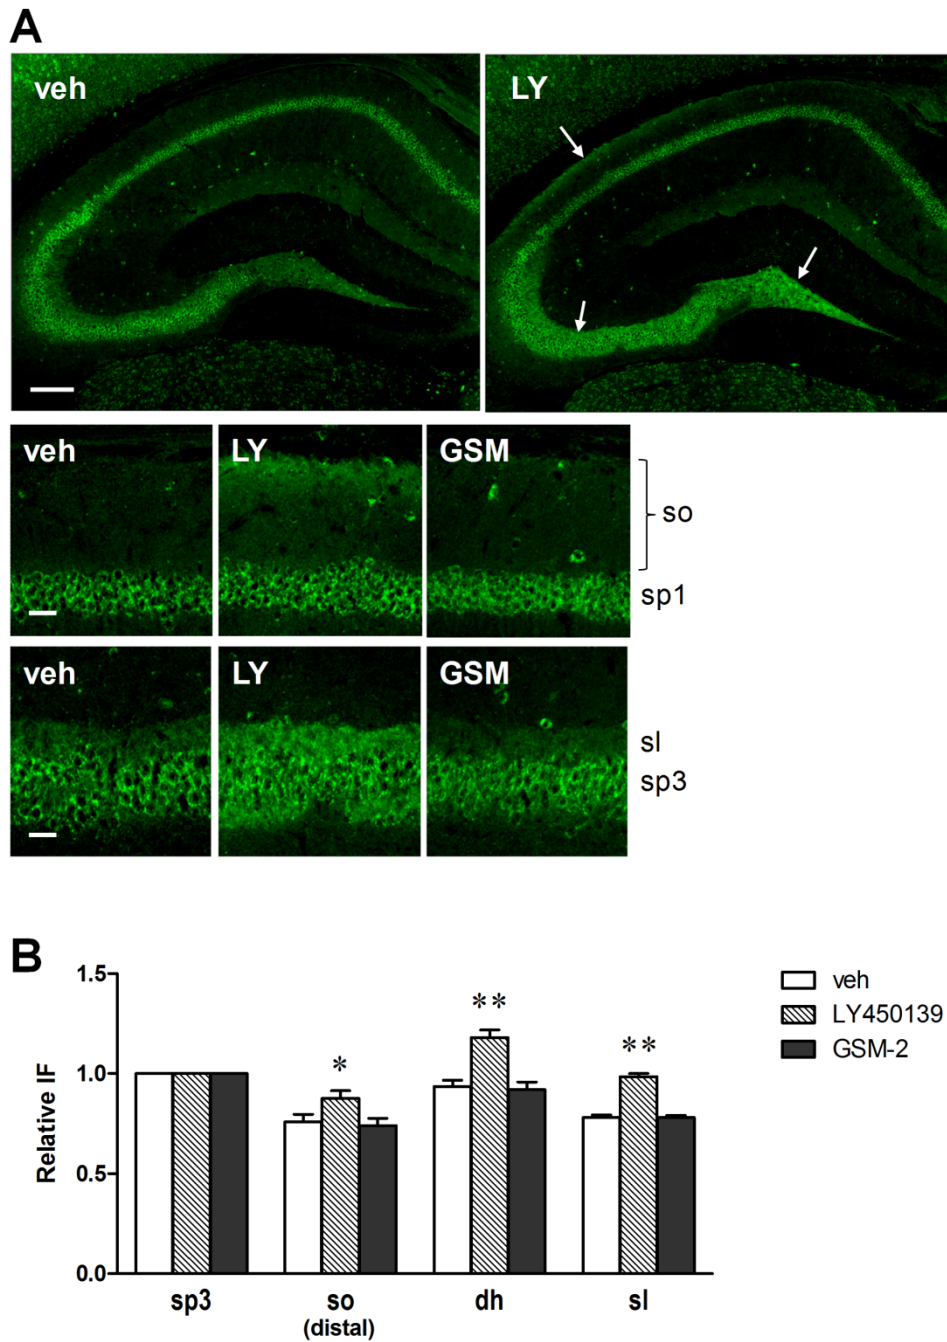 A
veh
LY
veh
LY
GSM
so
sp1
veh
LY
GSM
sl
sp3
B
1.5
1.0
0.5
0.0
Relative IF
*
**
**
sp3
so
(distal)
dh
sl
veh
LY450139
GSM-2